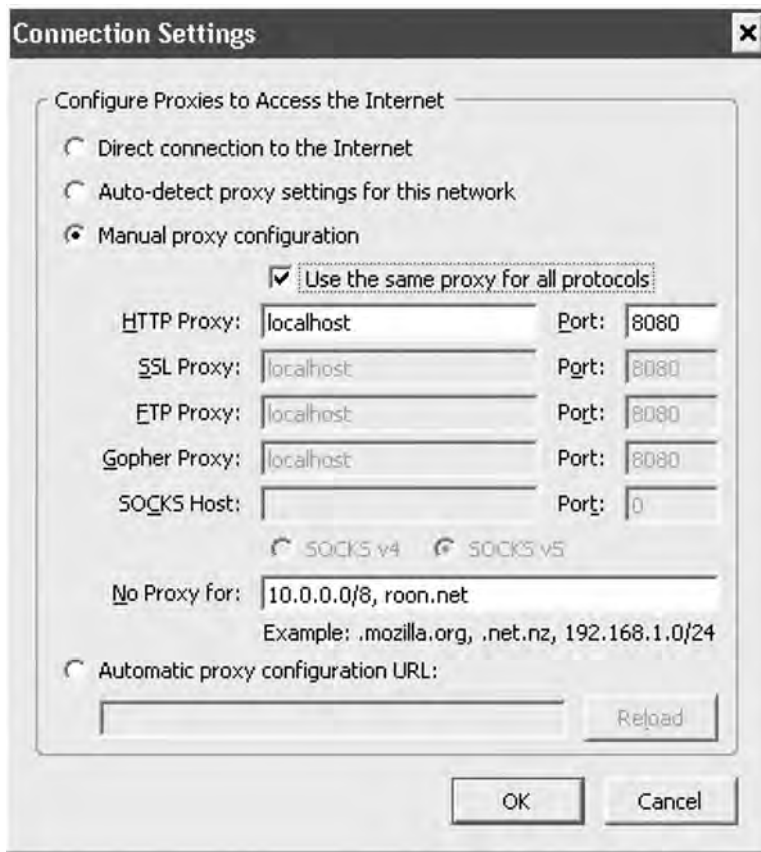 Connection Settings
Configure Proxies to Access the Internet
Direct connection to the Internet
Auto-detect proxy settings for this network
Manual proxy configuration
Use the same proxy for all protocols
HTTP Proxy: localhost Port: 8080
SSL Proxy: localhost Port: 8080
FTP Proxy: localhost Port: 8080
Gopher Proxy: localhost Port: 8080
SOCKS Host: Port: 0
SOCKS v4 SOCKS v5
No Proxy for: 10.0.0.0/8, roon.net
Example: .mozilla.org, .net.nz, 192.168.1.0/24
Automatic proxy configuration URL:
Reload
OK Cancel